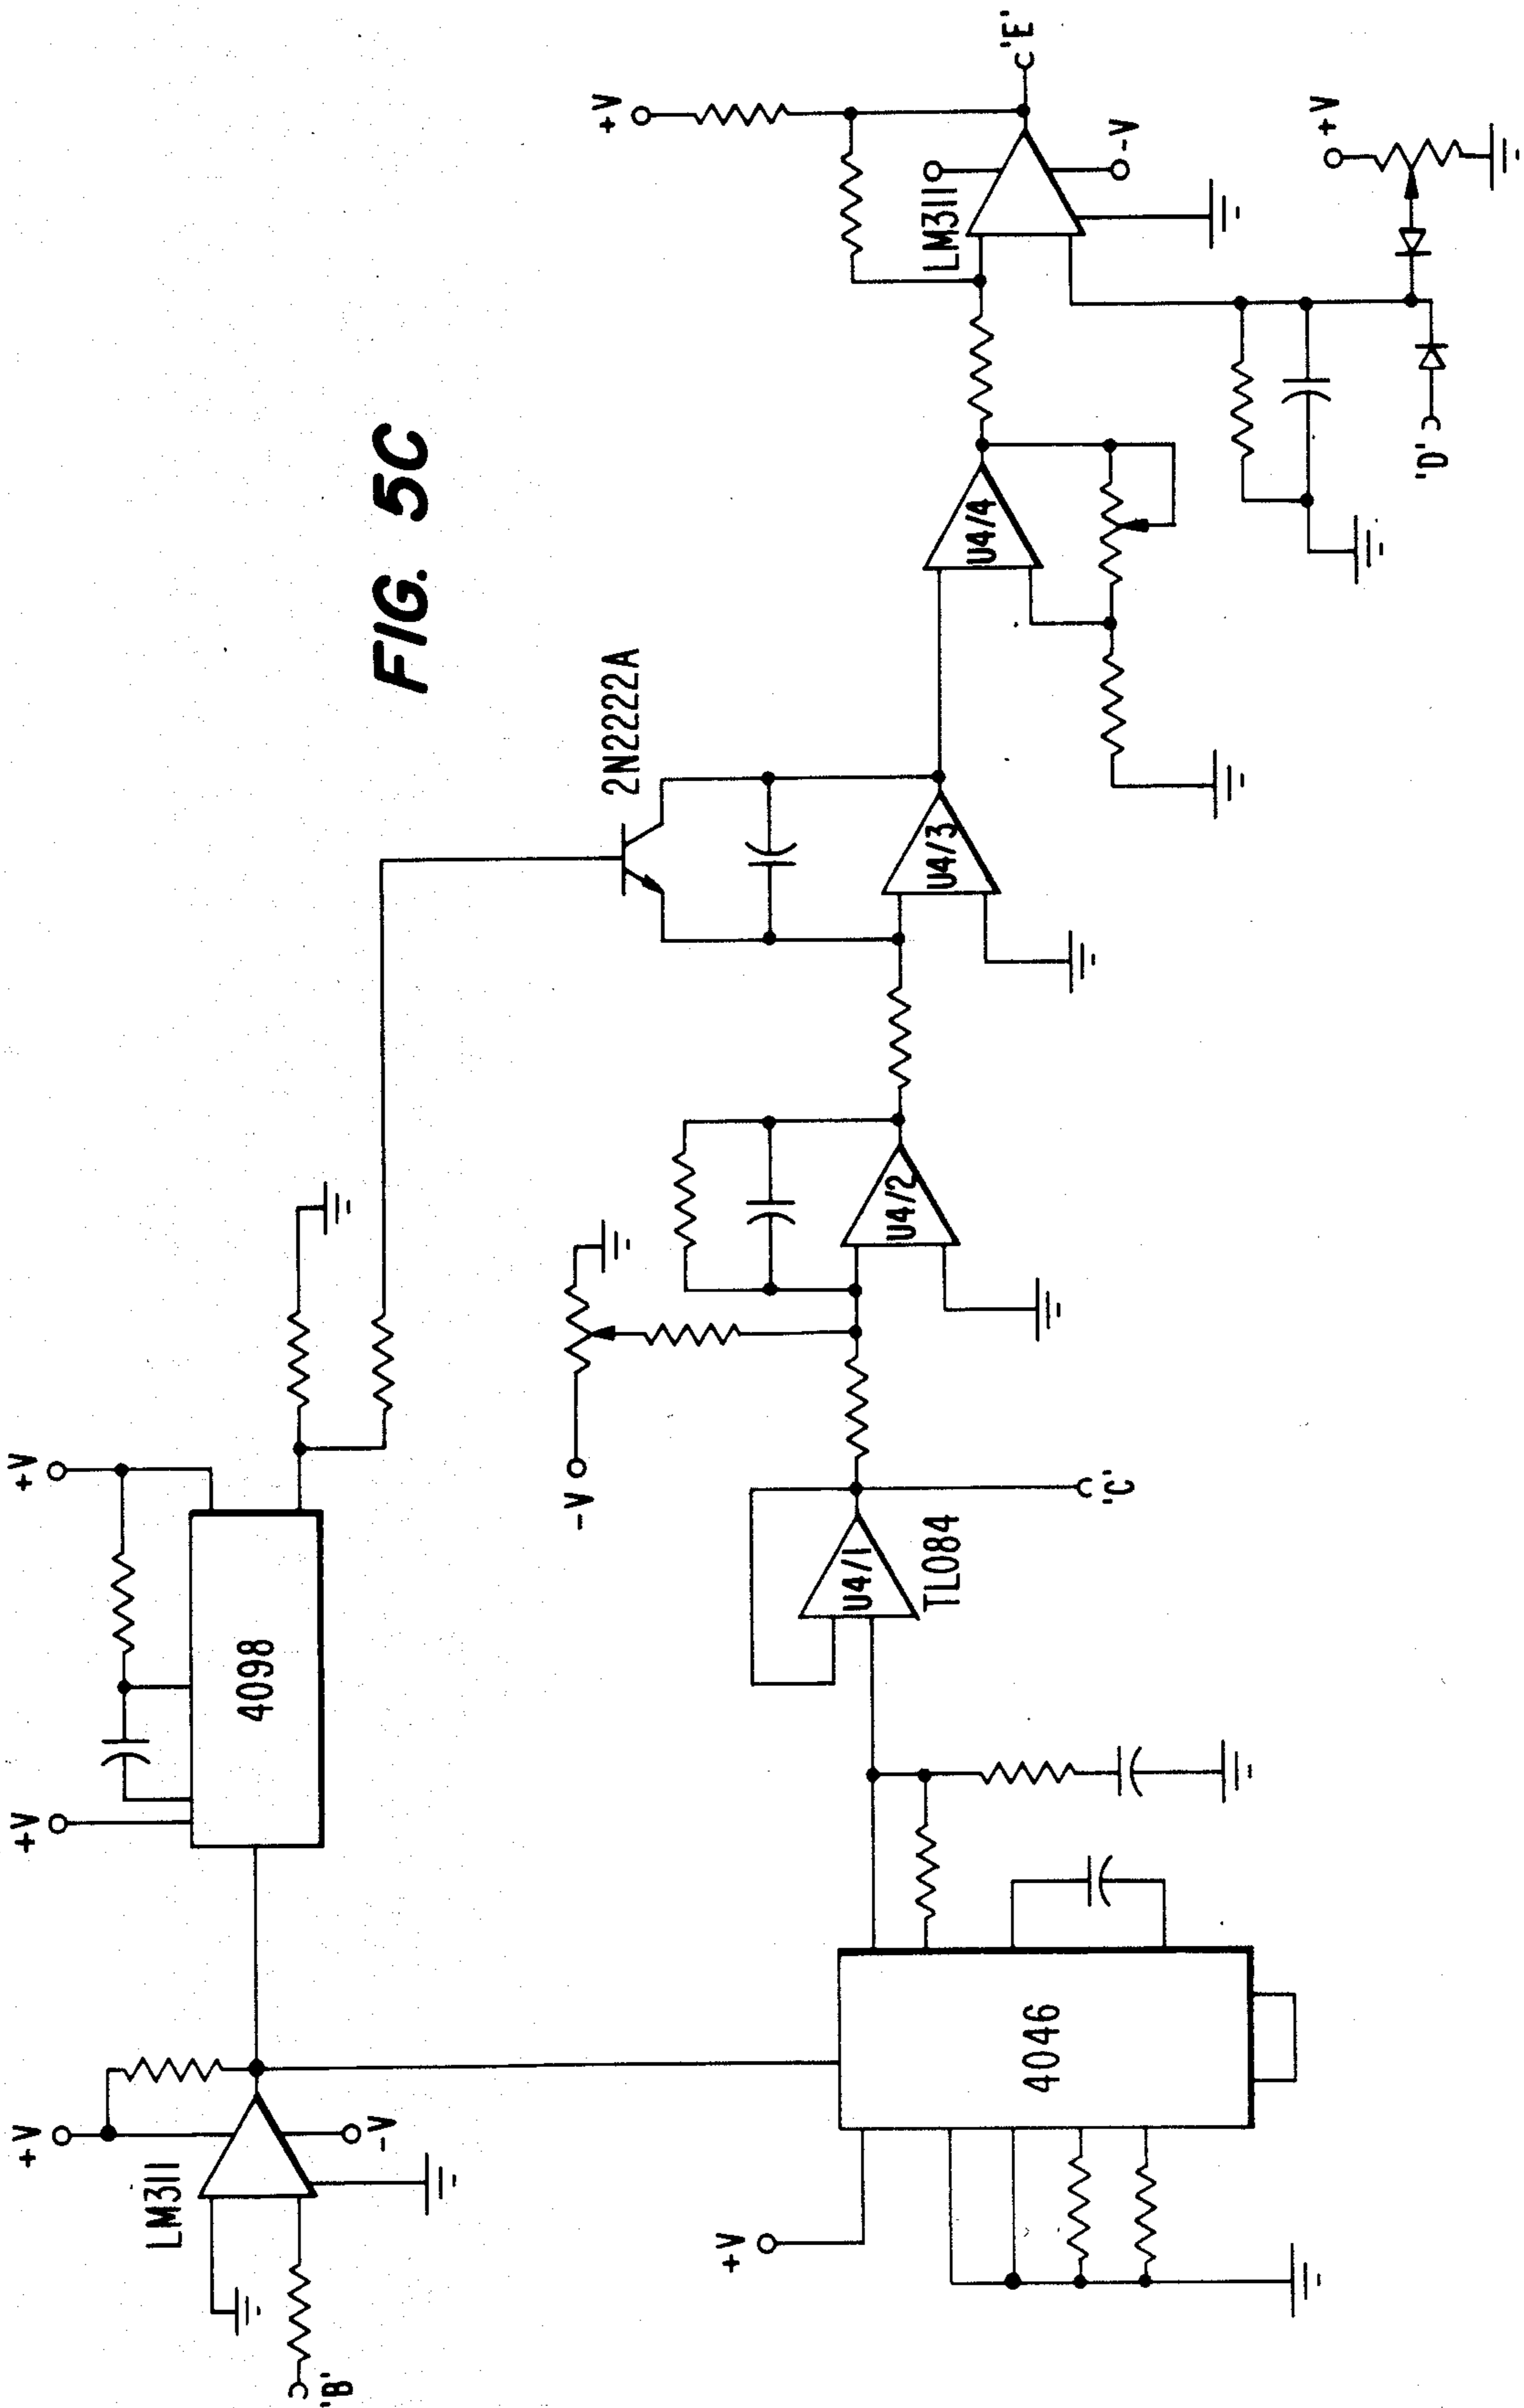 FIG. 5C
'B'
LM311
+V
-V
+V
4098
+V
2N2222A
+V
4046
U4/1
TL084
'C'
-V
U4/2
U4/3
U4/4
LM311
+V
-V
'E'
'D'
+V